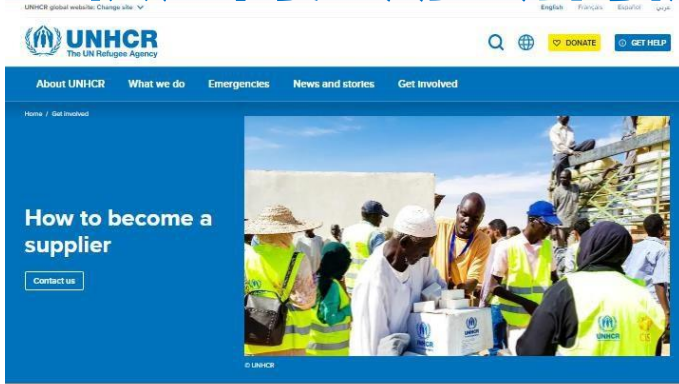 UNHCR global website: Change site
English Français Español عربي
UNHCR
The UN Refugee Agency
DONATE
GET HELP
About UNHCR What we do Emergencies News and stories Get involved
Home / Get involved
How to become a supplier
Contact us
UNHCR
UNHCR
© UNHCR